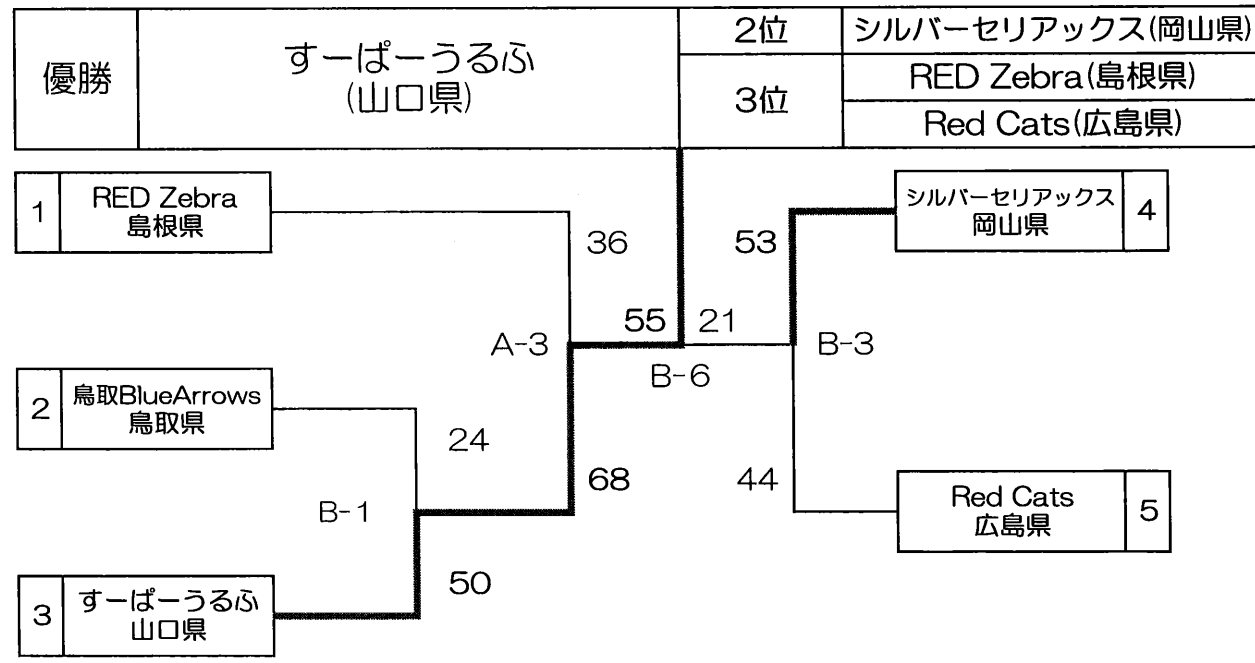 優勝
すーぱーうるふ
(山口県)
2位
シルバーセリアックス(岡山県)
3位
RED Zebra(島根県)
Red Cats(広島県)
1
RED Zebra
島根県
シルバーセリアックス
岡山県
4
36
53
55
21
A-3
B-3
B-6
2
鳥取BlueArrows
鳥取県
24
68
44
B-1
Red Cats
広島県
5
50
3
すーぱーうるふ
山口県